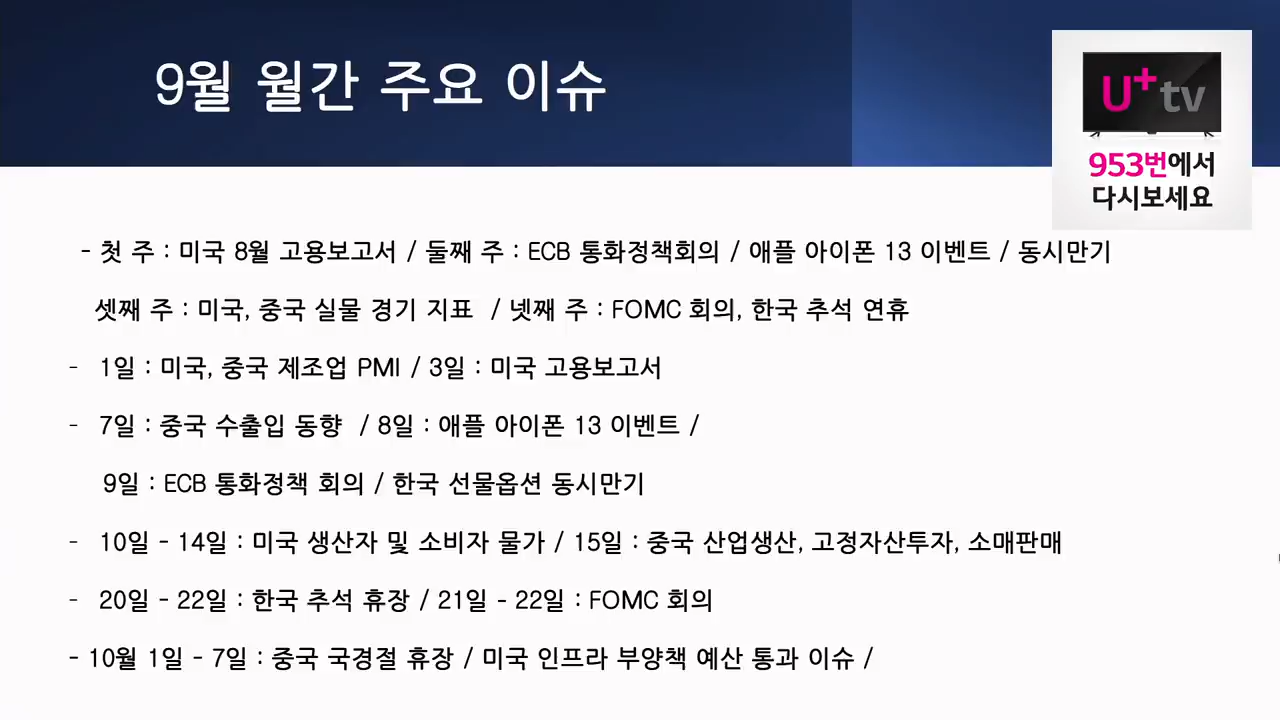 9월 월간 주요 이슈
U+ tv
953번에서
다시보세요
- 첫 주 : 미국 8월 고용보고서 / 둘째 주 : ECB 통화정책회의 / 애플 아이폰 13 이벤트 / 동시만기
셋째 주 : 미국, 중국 실물 경기 지표 / 넷째 주 : FOMC 회의, 한국 추석 연휴
- 1일 : 미국, 중국 제조업 PMI / 3일 : 미국 고용보고서
- 7일 : 중국 수출입 동향 / 8일 : 애플 아이폰 13 이벤트 /
9일 : ECB 통화정책 회의 / 한국 선물옵션 동시만기
- 10일 - 14일 : 미국 생산자 및 소비자 물가 / 15일 : 중국 산업생산, 고정자산투자, 소매판매
- 20일 - 22일 : 한국 추석 휴장 / 21일 - 22일 : FOMC 회의
- 10월 1일 - 7일 : 중국 국경절 휴장 / 미국 인프라 부양책 예산 통과 이슈 /